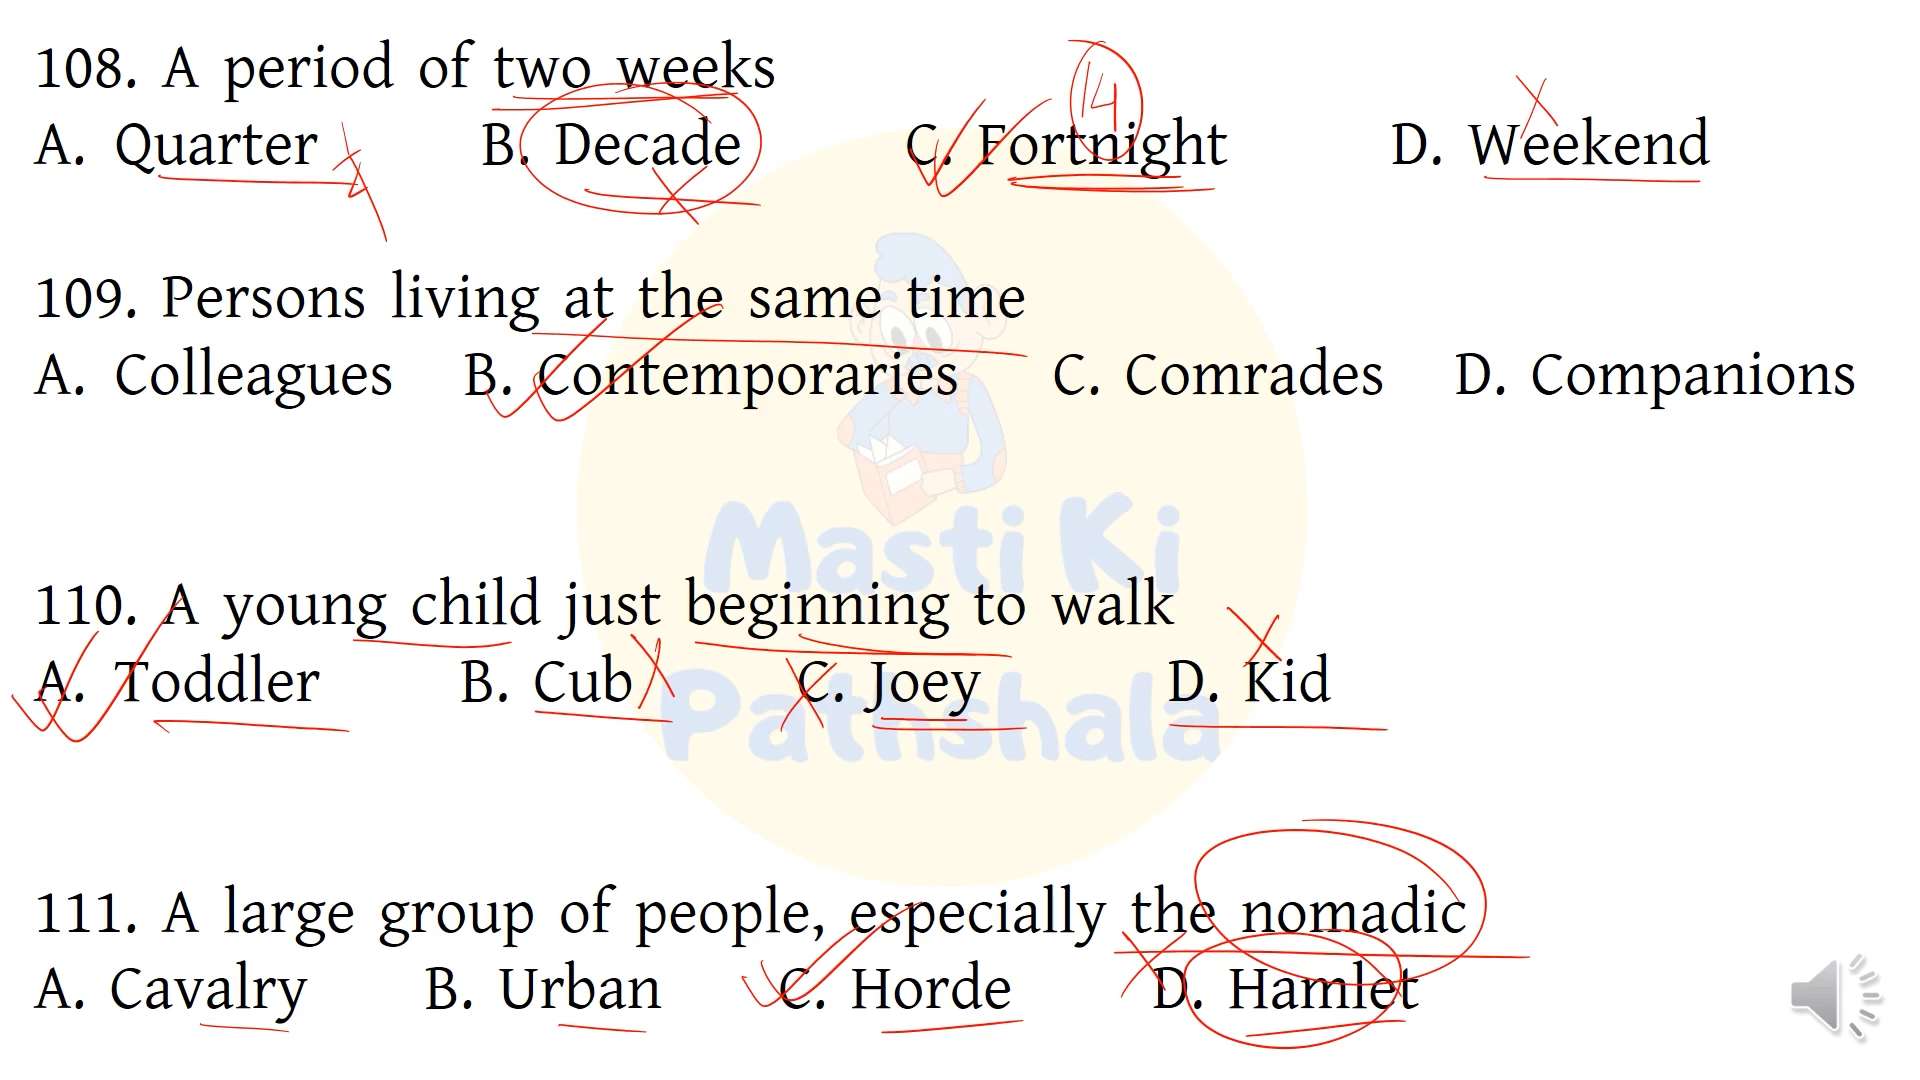 108. A period of two weeks
14
A. Quarter B. Decade C. Fortnight D. Weekend
109. Persons living at the same time
A. Colleagues B. Contemporaries C. Comrades D. Companions
Masti Ki
110. A young child just beginning to walk
A. Toddler B. Cub C. Joey D. Kid
Pathshala
111. A large group of people, especially the nomadic
A. Cavalry B. Urban C. Horde D. Hamlet